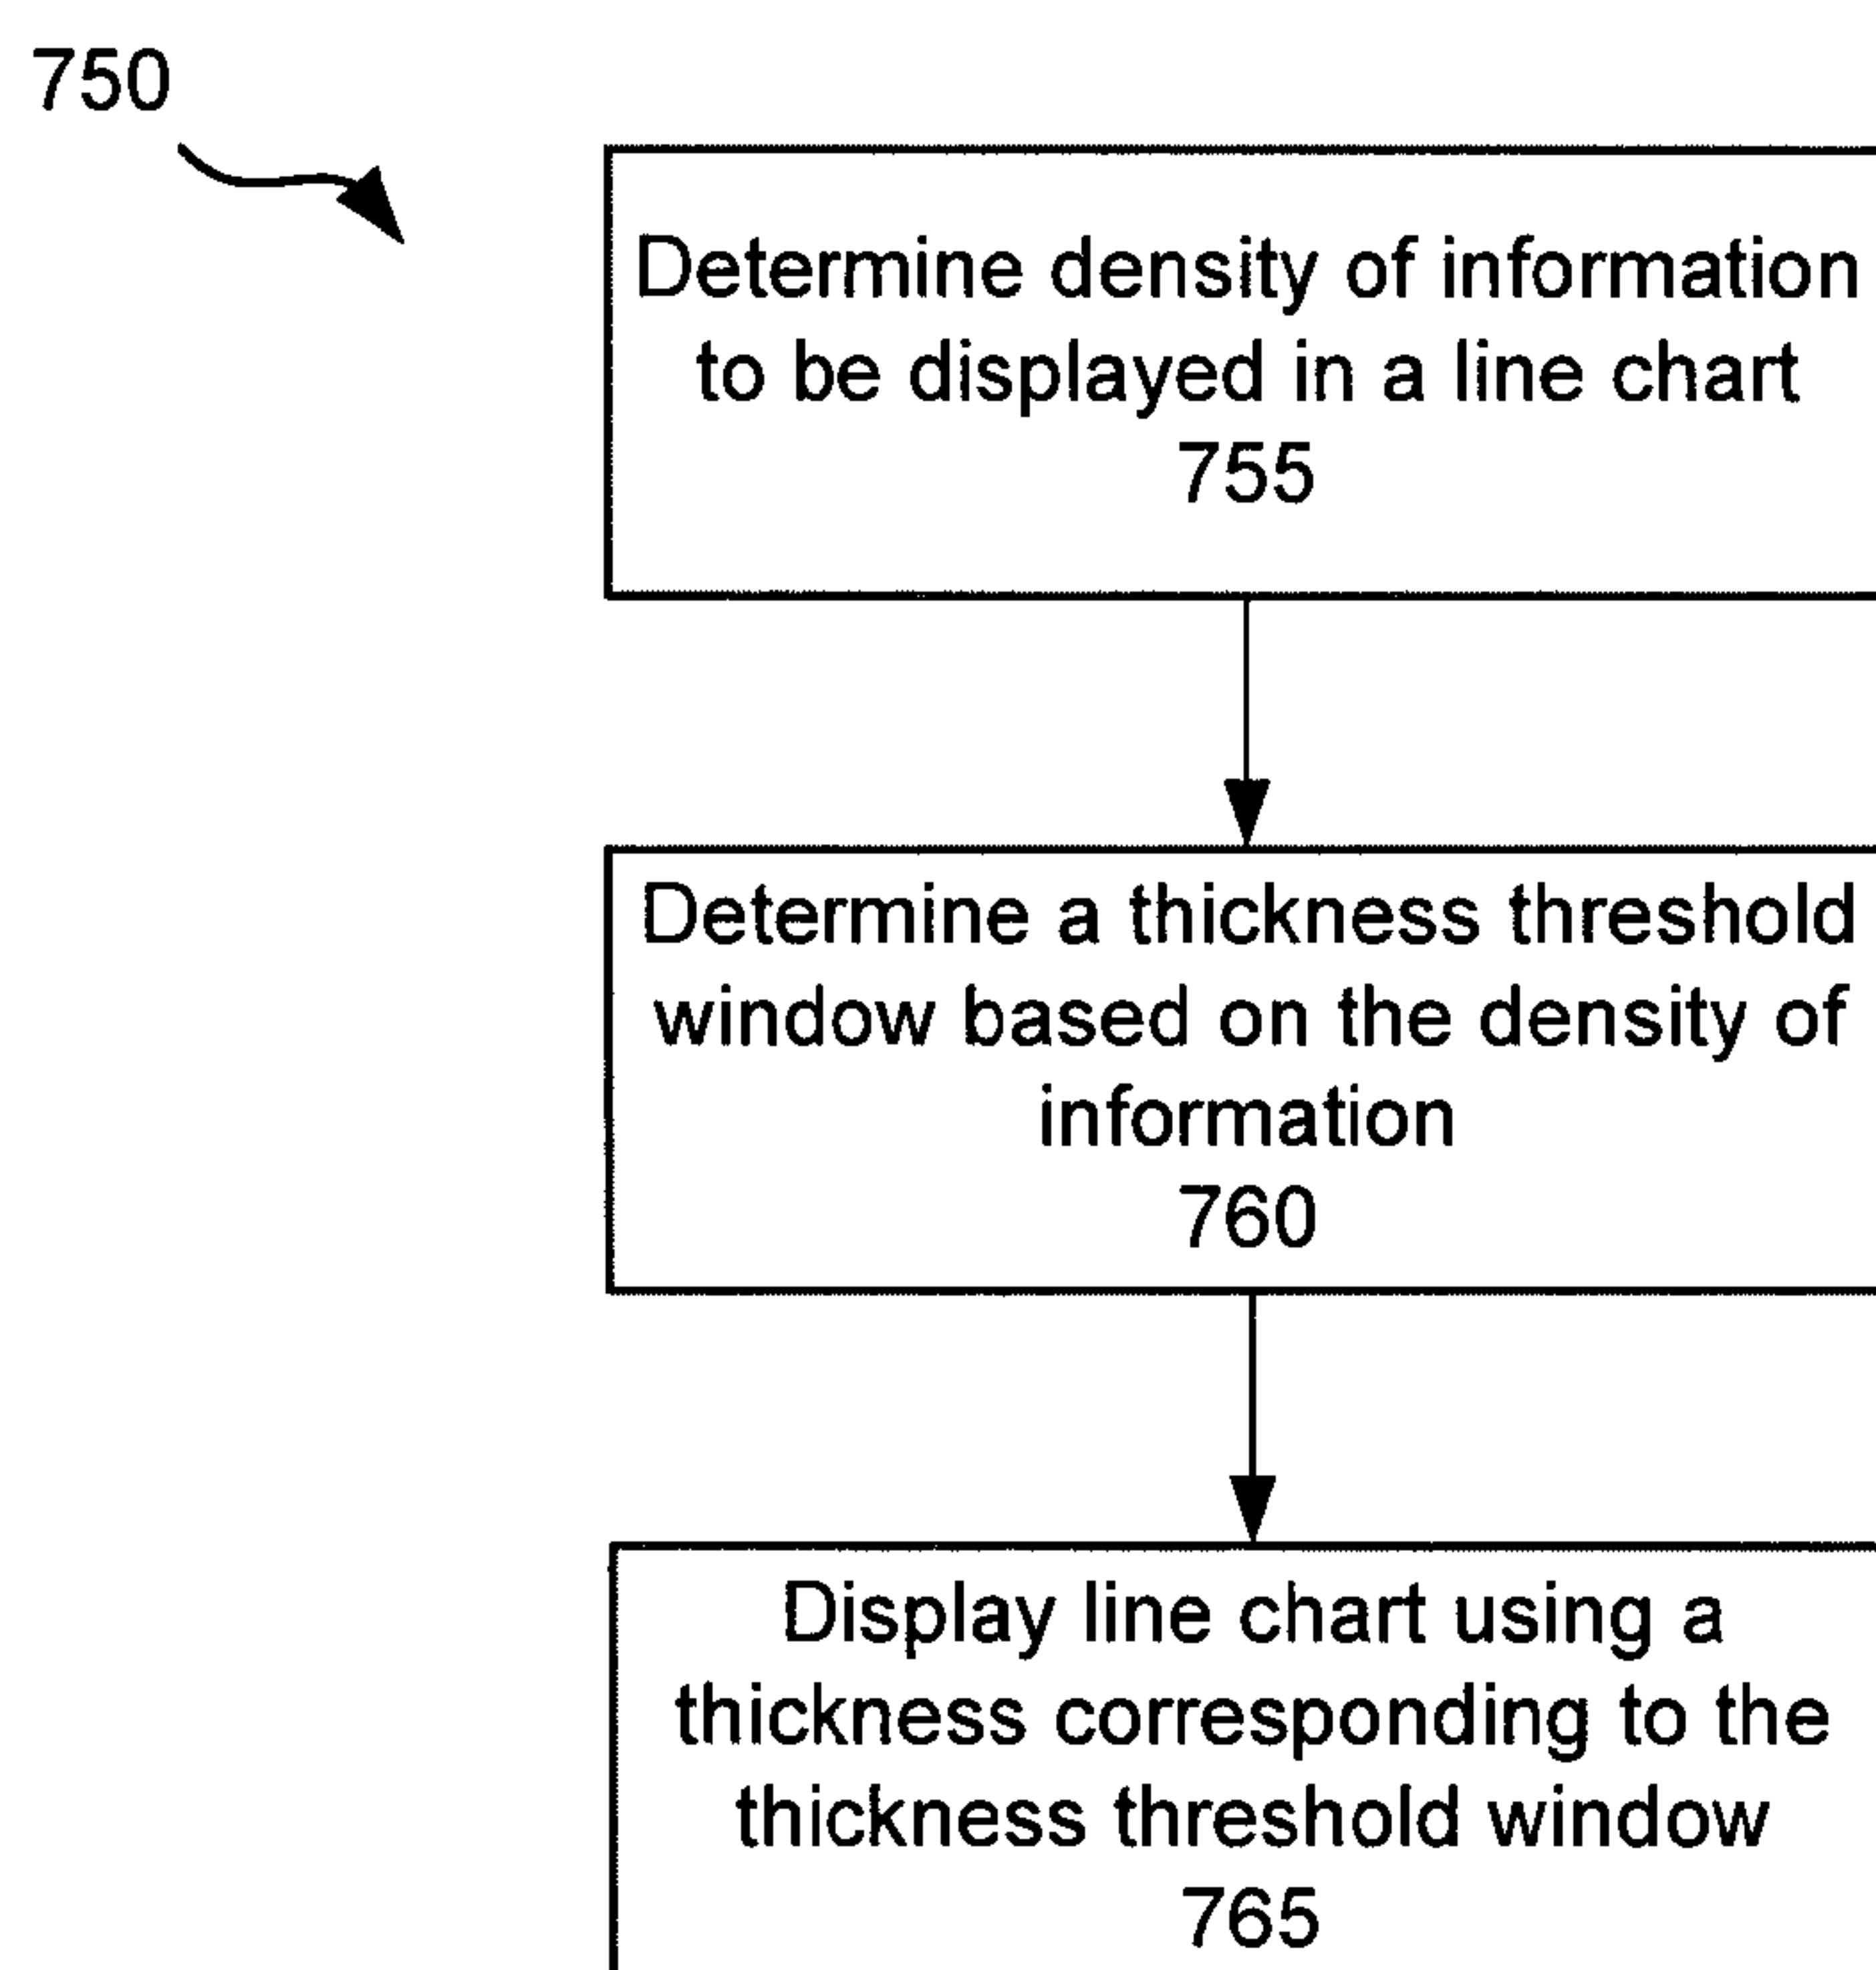 750
Determine density of information
to be displayed in a line chart
755
Determine a thickness threshold
window based on the density of
information
760
Display line chart using a
thickness corresponding to the
thickness threshold window
765